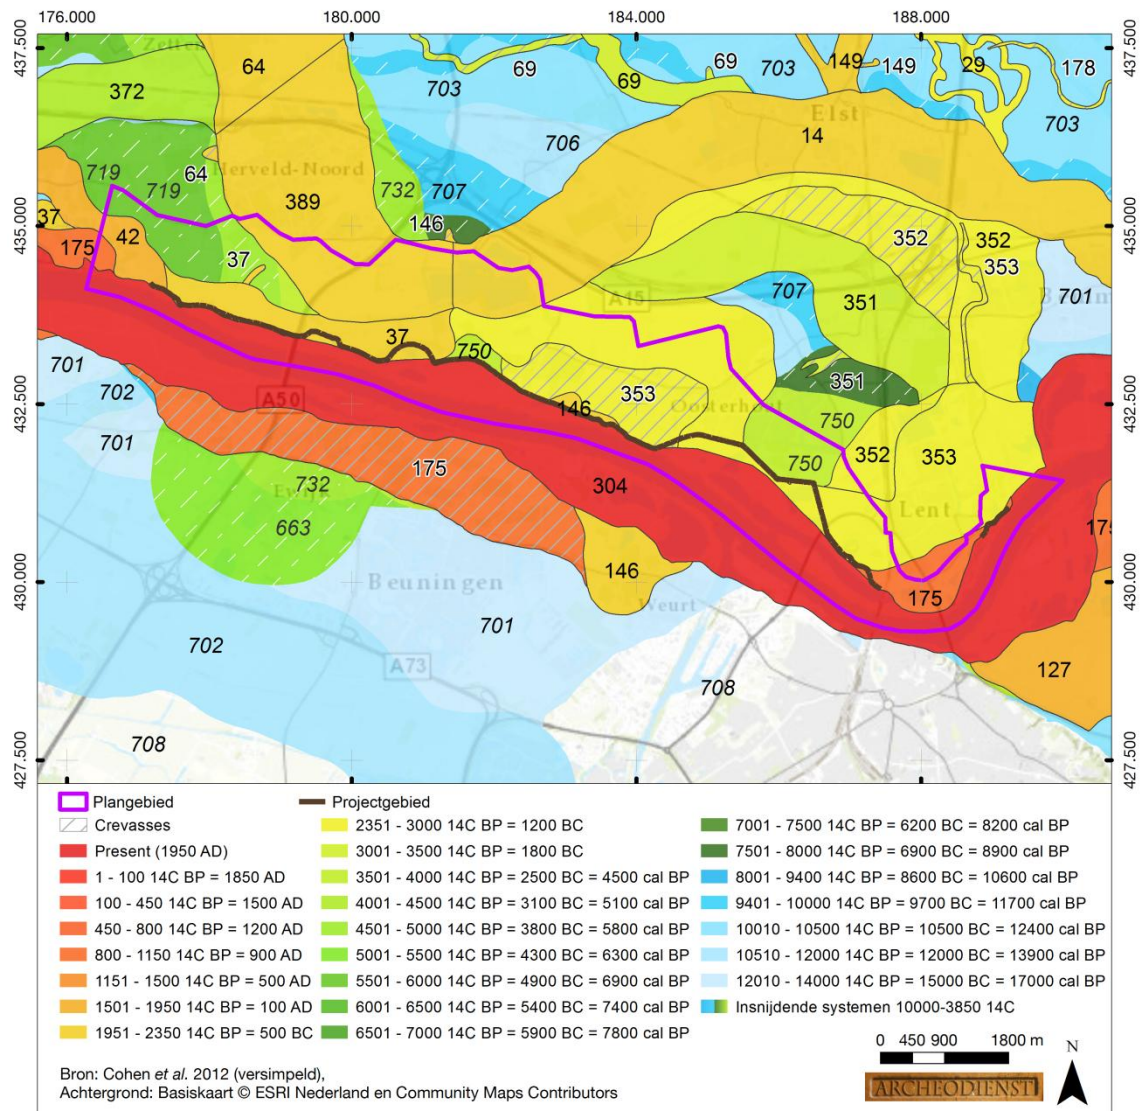 176.000 180.000 184.000 188.000
437.500 437.500
64 69 69 703 149 149 29 178
372 703 69
Elst 703
706 14
719 64 Herveld-Noord
719 732 707
37 389 146 352 352
435.000 435.000
175 42 37 353
A15 707 351 701
37
750 351
701 353
702 A50 146 Oosterhout 750
432.500 432.500
701 750 352 353
175
732 304
Ewijk
663 Lent 175
146 175
430.000 430.000
Beuningen Weurt
701
702
A73 127
708
708
427.500 427.500
Plangebied
Crevasses
Present (1950 AD)
1 - 100 14C BP = 1850 AD
100 - 450 14C BP = 1500 AD
450 - 800 14C BP = 1200 AD
800 - 1150 14C BP = 900 AD
1151 - 1500 14C BP = 500 AD
1501 - 1950 14C BP = 100 AD
1951 - 2350 14C BP = 500 BC
Projectgebied
2351 - 3000 14C BP = 1200 BC
3001 - 3500 14C BP = 1800 BC
3501 - 4000 14C BP = 2500 BC = 4500 cal BP
4001 - 4500 14C BP = 3100 BC = 5100 cal BP
4501 - 5000 14C BP = 3800 BC = 5800 cal BP
5001 - 5500 14C BP = 4300 BC = 6300 cal BP
5501 - 6000 14C BP = 4900 BC = 6900 cal BP
6001 - 6500 14C BP = 5400 BC = 7400 cal BP
6501 - 7000 14C BP = 5900 BC = 7800 cal BP
7001 - 7500 14C BP = 6200 BC = 8200 cal BP
7501 - 8000 14C BP = 6900 BC = 8900 cal BP
8001 - 9400 14C BP = 8600 BC = 10600 cal BP
9401 - 10000 14C BP = 9700 BC = 11700 cal BP
10010 - 10500 14C BP = 10500 BC = 12400 cal BP
10510 - 12000 14C BP = 12000 BC = 13900 cal BP
12010 - 14000 14C BP = 15000 BC = 17000 cal BP
Insnijdende systemen 10000-3850 14C
0 450 900 1800 m
N
ARCHEODIENST
Bron: Cohen et al. 2012 (versimpeld),
Achtergrond: Basiskaart © ESRI Nederland en Community Maps Contributors